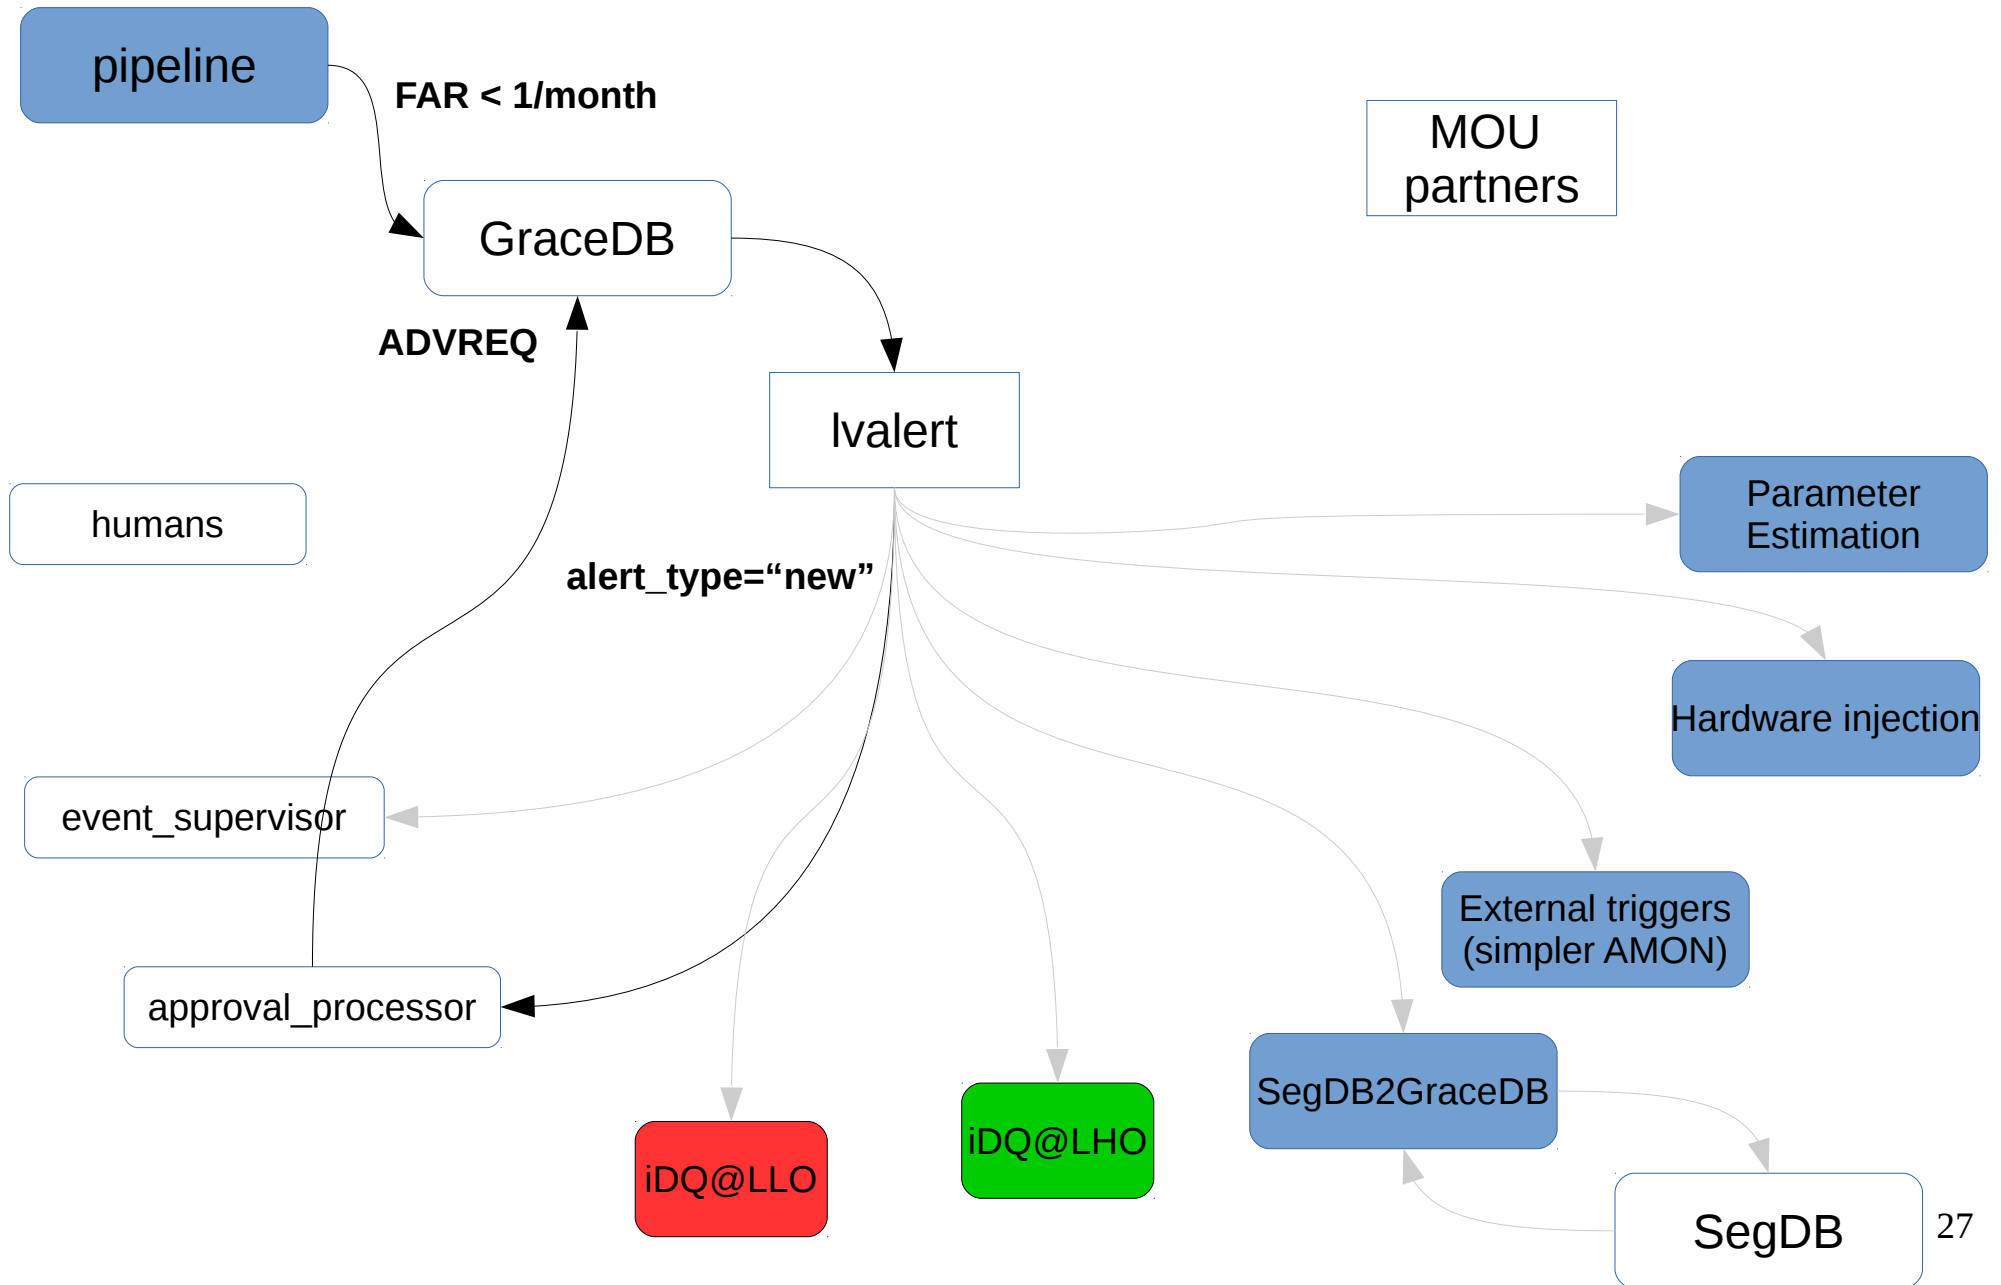 pipeline
FAR < 1/month
MOU
partners
GraceDB
ADVREQ
lvalert
Parameter
Estimation
humans
alert_type=“new”
Hardware injection
event_supervisor
External triggers
(simpler AMON)
approval_processor
SegDB2GraceDB
iDQ@LHO
iDQ@LLO
SegDB
27